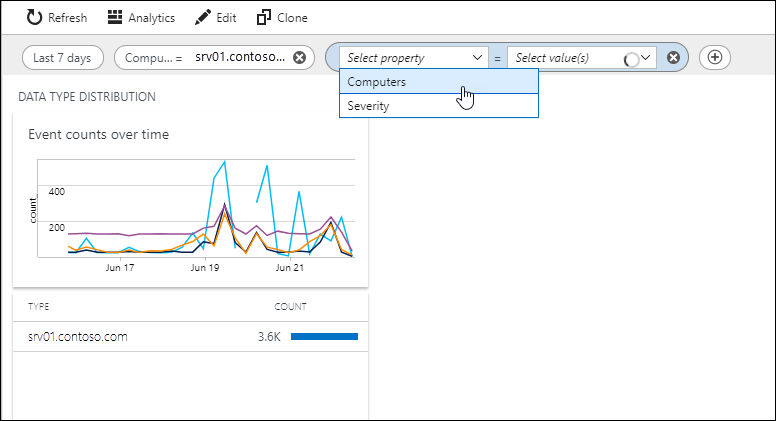 Refresh Analytics Edit Clone
Last 7 days Compu... = srv01.contoso... Select property = Select value(s)
Computers
Severity
DATA TYPE DISTRIBUTION
Event counts over time
400
200
count_
Jun 17 Jun 19 Jun 21
TYPE COUNT
srv01.contoso.com 3.6K